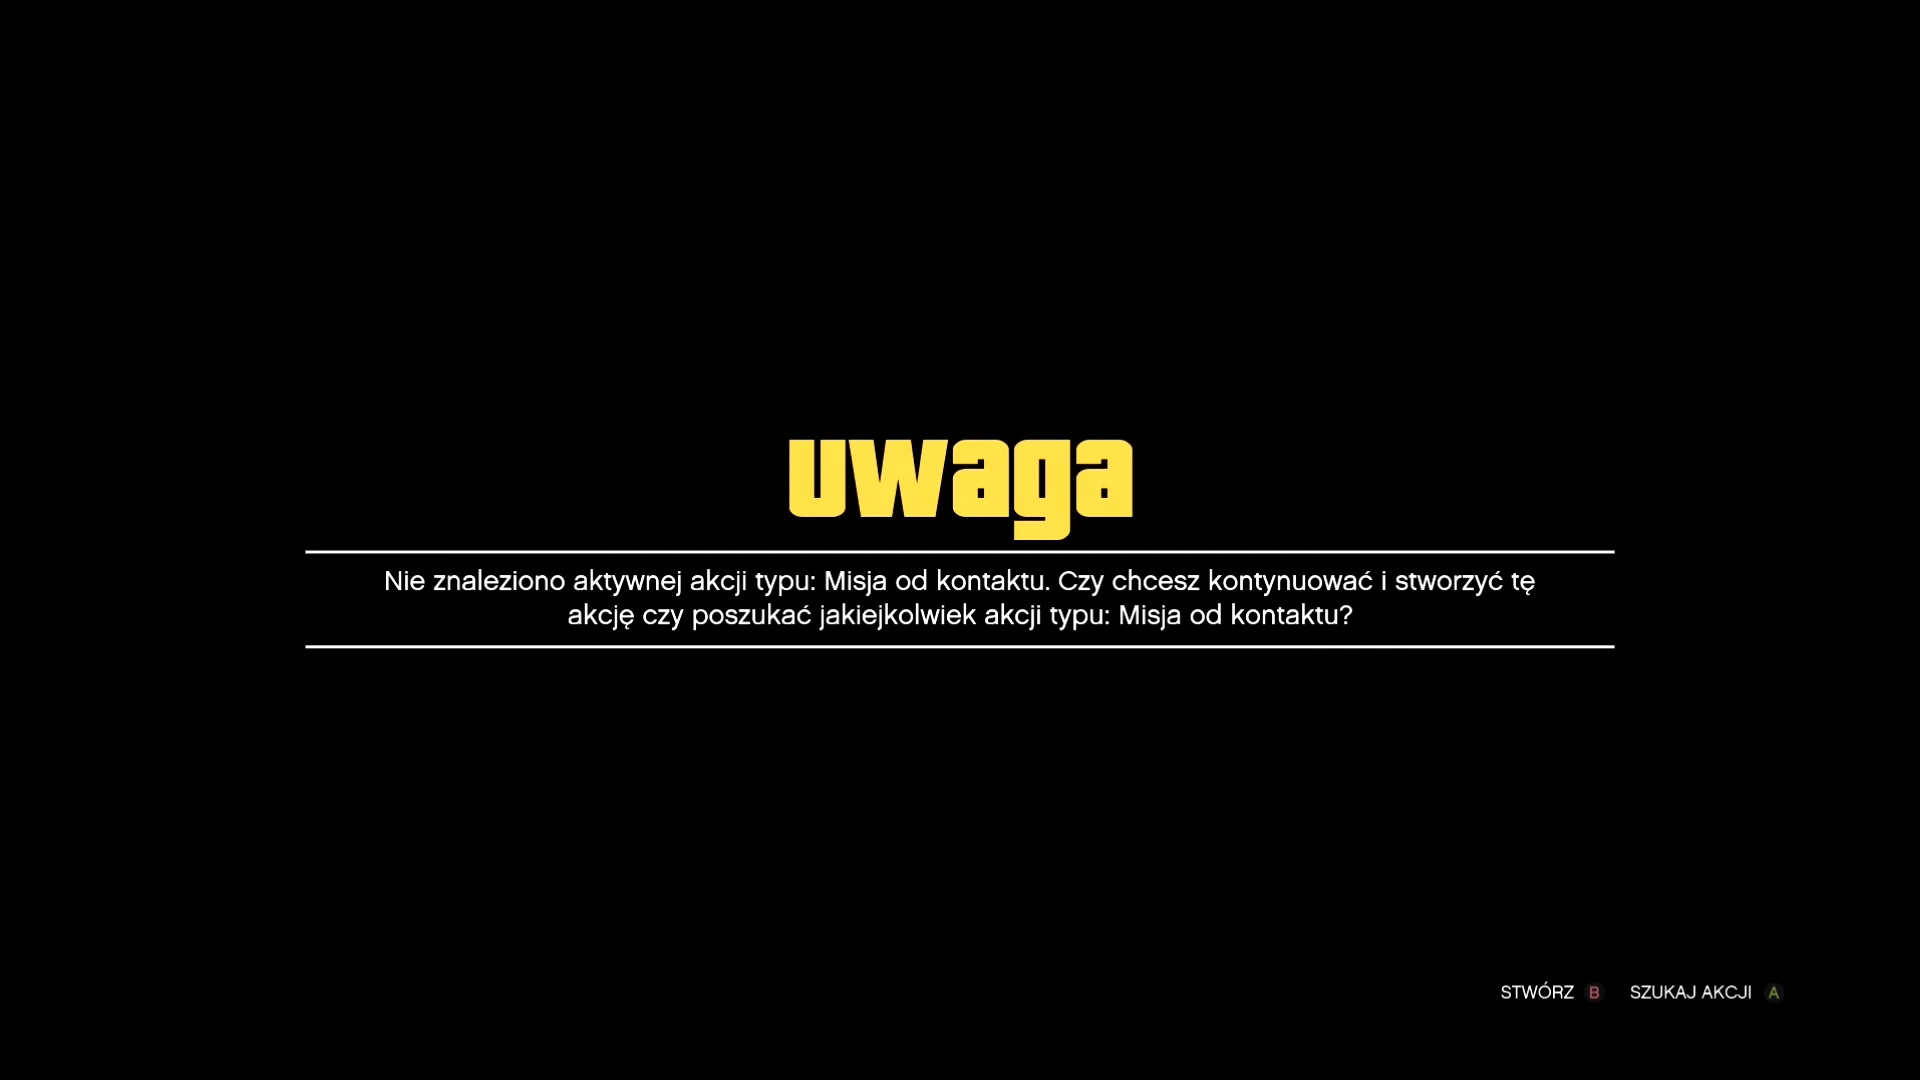 uwaga
Nie znaleziono aktywnej akcji typu: Misja od kontaktu. Czy chcesz kontynuować i stworzyć tę
akcję czy poszukać jakiejkolwiek akcji typu: Misja od kontaktu?
STWÓRZ B SZUKAJ AKCJI A